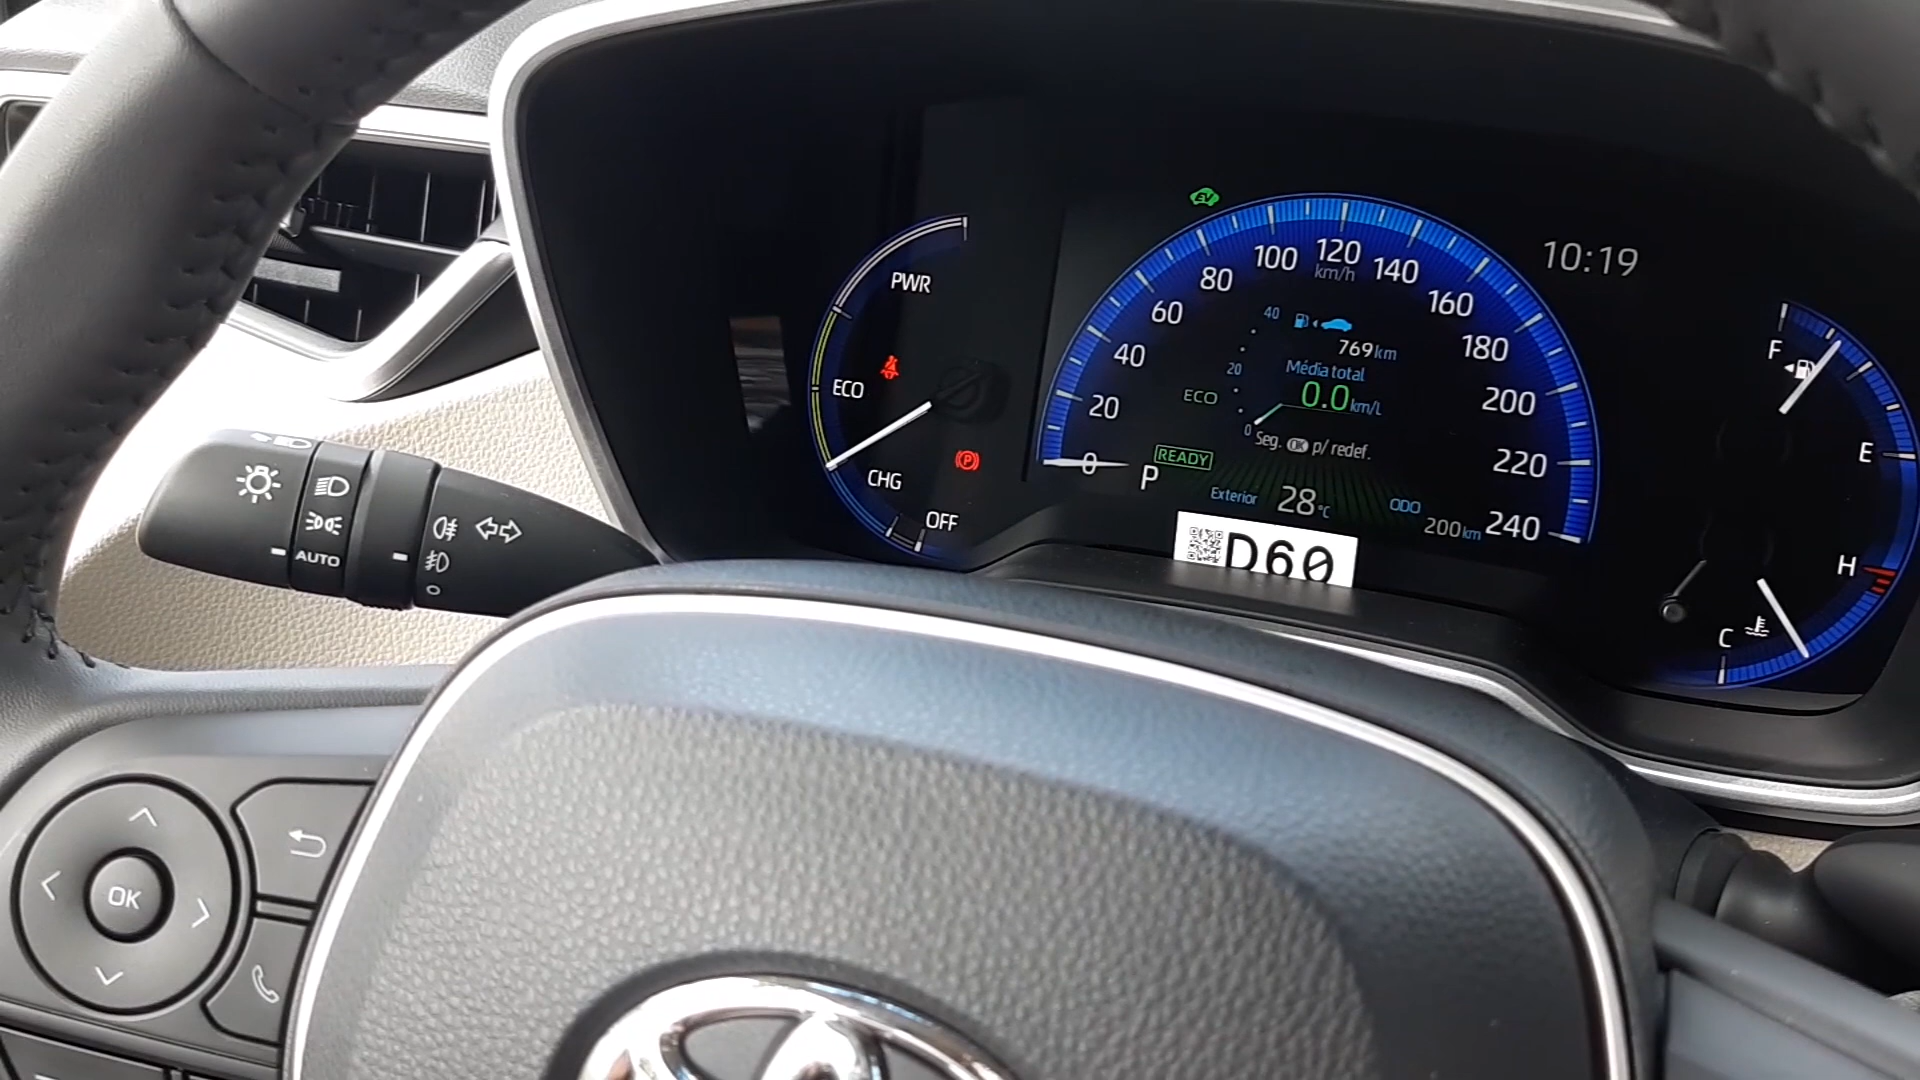 PWR
ECO
CHG
OFF
EV
0
20
40
60
80
100
120
km/h
140
160
180
200
220
240
10:19
40
20
0
769km
Média total
0.0 km/L
Seg. OK p/ redef.
ECO
READY
P
Exterior 28°C
ODO
200km
D60
F
E
H
C
AUTO
OK